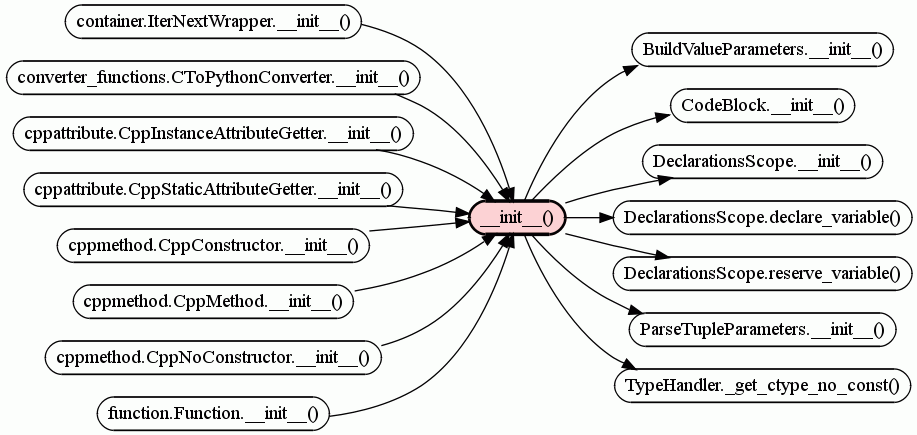 container.IterNextWrapper.__init__()
converter_functions.CToPythonConverter.__init__()
cppattribute.CppInstanceAttributeGetter.__init__()
cppattribute.CppStaticAttributeGetter.__init__()
cppmethod.CppConstructor.__init__()
cppmethod.CppMethod.__init__()
cppmethod.CppNoConstructor.__init__()
function.Function.__init__()
__init__()
BuildValueParameters.__init__()
CodeBlock.__init__()
DeclarationsScope.__init__()
DeclarationsScope.declare_variable()
DeclarationsScope.reserve_variable()
ParseTupleParameters.__init__()
TypeHandler._get_ctype_no_const()